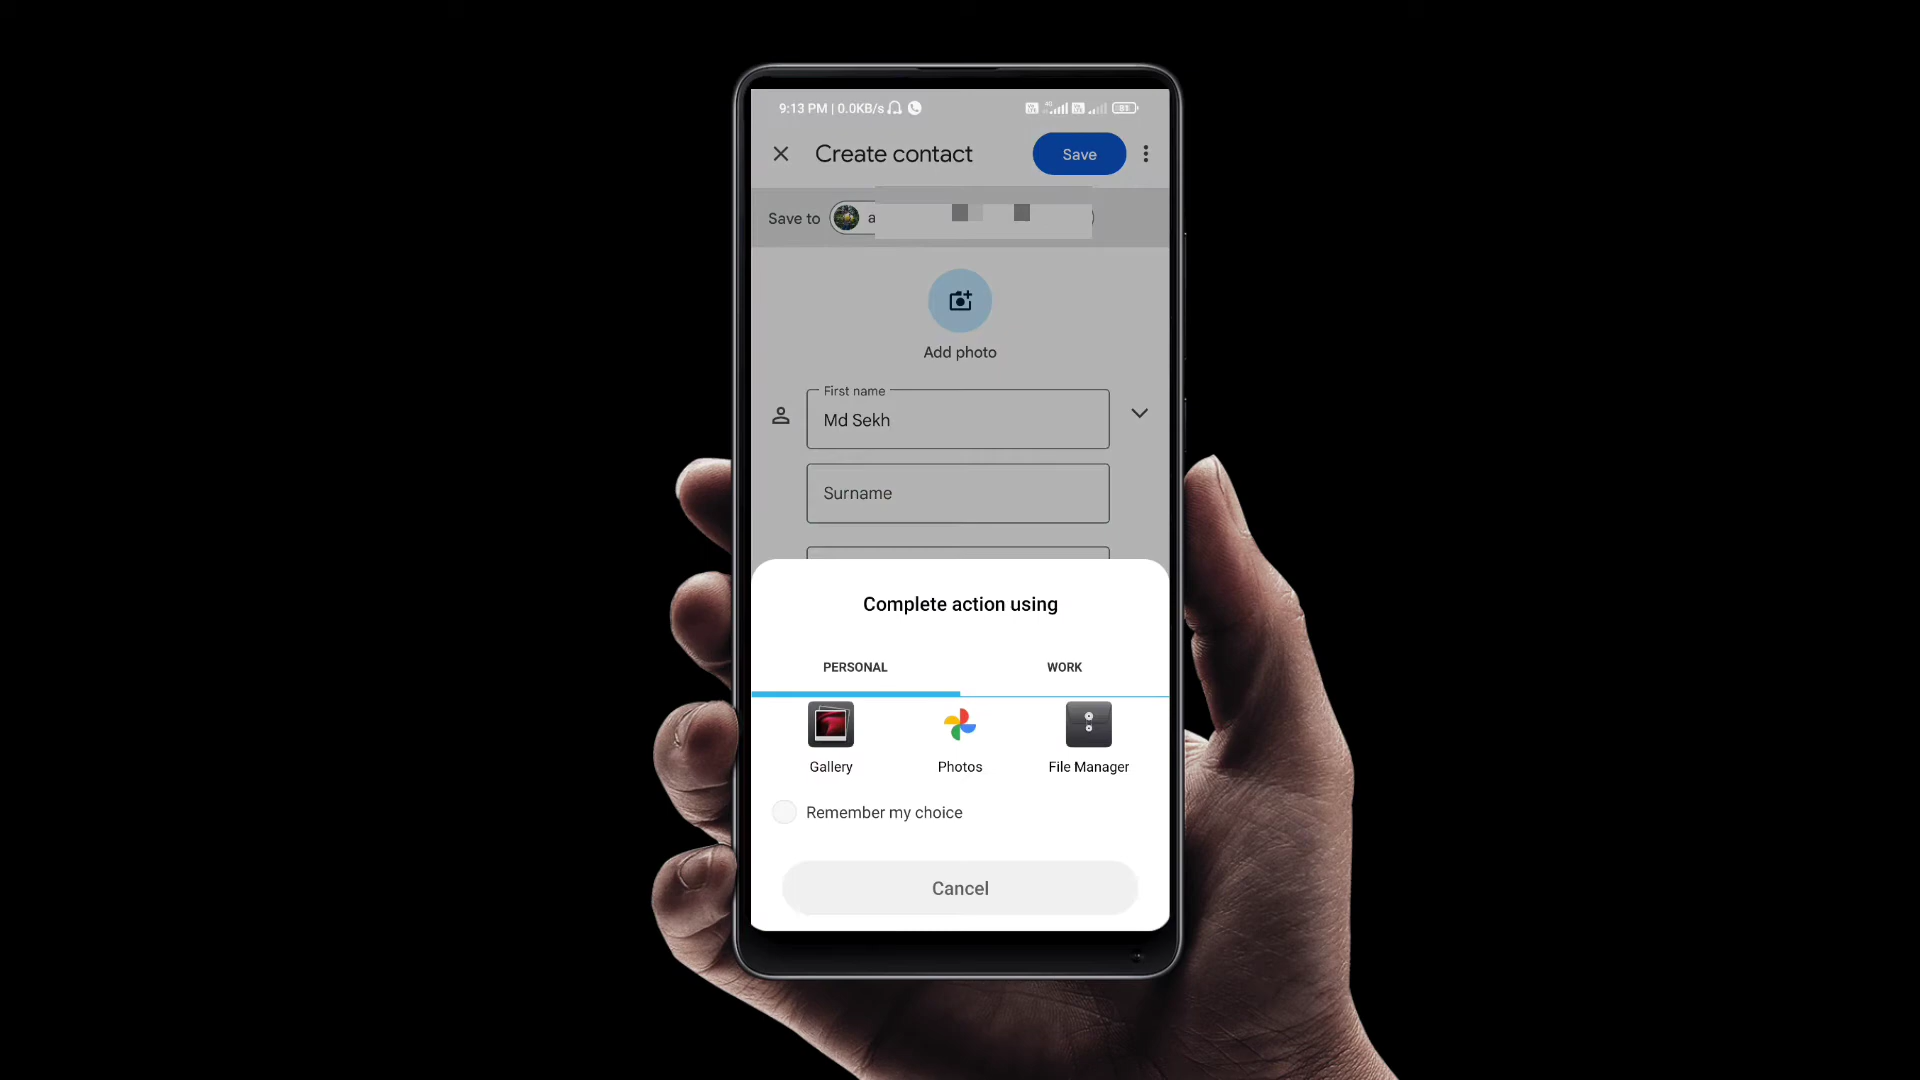 9:13 PM | 0.0KB/s
Create contact
Save
Save to a
Add photo
First name
Md Sekh
Surname
Complete action using
PERSONAL
WORK
Gallery
Photos
File Manager
Remember my choice
Cancel